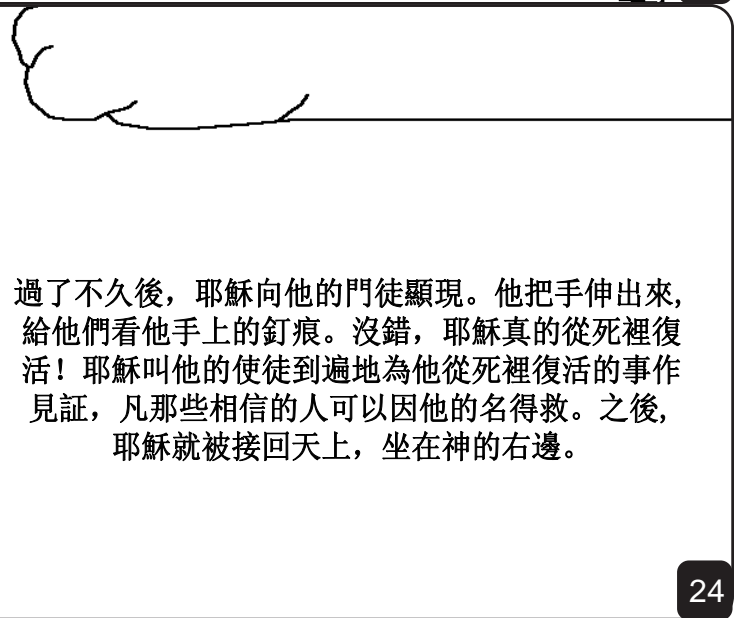 過了不久後，耶穌向他的門徒顯現。他把手伸出來,
給他們看他手上的釘痕。沒錯，耶穌真的從死裡復
活！耶穌叫他的使徒到遍地為他從死裡復活的事作
見証，凡那些相信的人可以因他的名得救。之後,
耶穌就被接回天上，坐在神的右邊。
24